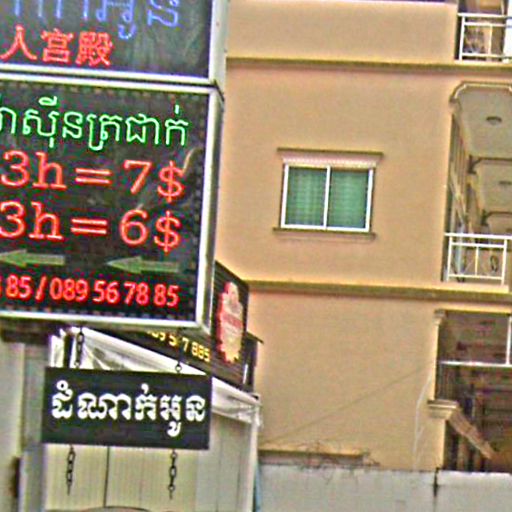 人宫殿
ាស៊ីនត្រជាក់
3h=7$
3h=6$
85/089 56 78 85
ដំណាក់អូន